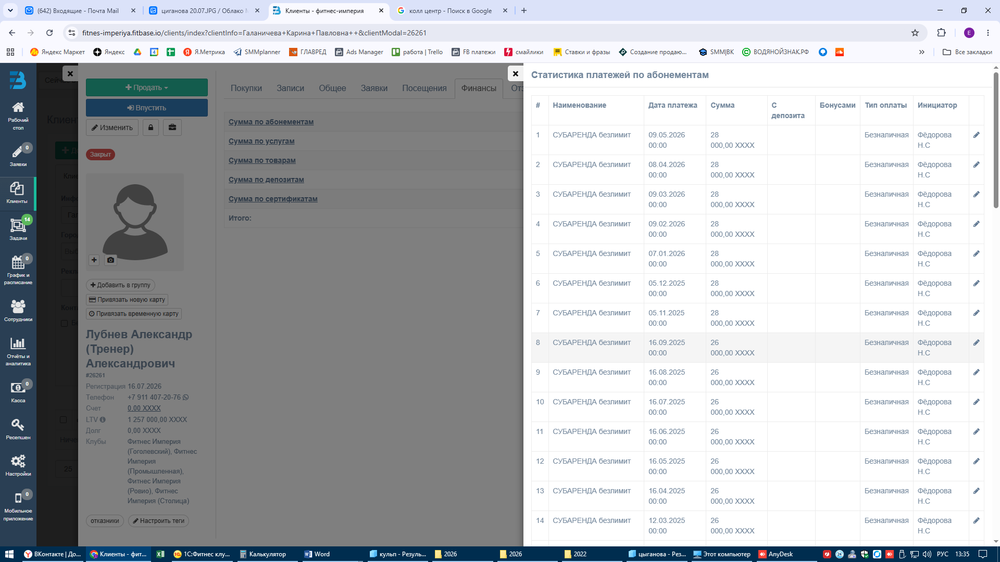 (642) Входящие - Почта Mail
циганова 20.07.JPG / Облако
Клиенты - фитнес-империя
колл центр - Поиск в Google
fitnes-imperiya.fitbase.io/clients/index?clientInfo=Галаничева+Карина+Павловна++&clientModal=26261
E
Яндекс Маркет
Яндекс
Я.Метрика
SMMplanner
ГЛАВРЕД
Ads Manager
работа | Trello
FB платежи
смайлики
Ставки и фразы
Создание продаю...
SMM|ВК
ВОДЯНОЙЗНАК.РФ
Все закладки
Рабочий
стол
0
Заявки
Клиенты
14
Задачи
0
График и
расписание
Сотрудники
Отчёты и
аналитика
0
Касса
Ресепшен
Настройки
0
Мобильное
приложение
Продать
Впустить
Изменить
Закрыт
Добавить в группу
Привязать новую карту
Привязать временную карту
Лубнев Александр
(Тренер)
Александрович
#26261
Регистрация 16.07.2026
Телефон +7 911 407-20-76
Счет 0,00 XXXX
LTV 1 257 000,00 XXXX
Долг 0,00 XXXX
Клубы Фитнес Империя
(Гоголевский), Фитнес
Империя
(Промышленная),
Фитнес Империя
(Ровио), Фитнес
Империя (Столица)
отказники
Настроить теги
25
Покупки
Записи
Общее
Заявки
Посещения
Финансы
Сумма по абонементам
Сумма по услугам
Сумма по товарам
Сумма по депозитам
Сумма по сертификатам
Итого:
Статистика платежей по абонементам
# Наименование Дата платежа Сумма С депозита Бонусами Тип оплаты Инициатор
1 СУБАРЕНДА безлимит 09.05.2026 00:00 28 000,00 XXXX Безналичная Фёдорова Н.С
2 СУБАРЕНДА безлимит 08.04.2026 00:00 28 000,00 XXXX Безналичная Фёдорова Н.С
3 СУБАРЕНДА безлимит 09.03.2026 00:00 28 000,00 XXXX Безналичная Фёдорова Н.С
4 СУБАРЕНДА безлимит 09.02.2026 00:00 28 000,00 XXXX Безналичная Фёдорова Н.С
5 СУБАРЕНДА безлимит 07.01.2026 00:00 28 000,00 XXXX Безналичная Фёдорова Н.С
6 СУБАРЕНДА безлимит 05.12.2025 00:00 28 000,00 XXXX Безналичная Фёдорова Н.С
7 СУБАРЕНДА безлимит 05.11.2025 00:00 28 000,00 XXXX Безналичная Фёдорова Н.С
8 СУБАРЕНДА безлимит 16.09.2025 00:00 26 000,00 XXXX Безналичная Фёдорова Н.С
9 СУБАРЕНДА безлимит 16.08.2025 00:00 26 000,00 XXXX Безналичная Фёдорова Н.С
10 СУБАРЕНДА безлимит 16.07.2025 00:00 26 000,00 XXXX Безналичная Фёдорова Н.С
11 СУБАРЕНДА безлимит 16.06.2025 00:00 26 000,00 XXXX Безналичная Фёдорова Н.С
12 СУБАРЕНДА безлимит 16.05.2025 00:00 26 000,00 XXXX Безналичная Фёдорова Н.С
13 СУБАРЕНДА безлимит 16.04.2025 00:00 26 000,00 XXXX Безналичная Фёдорова Н.С
14 СУБАРЕНДА безлимит 12.03.2025 00:00 26 000,00 XXXX Безналичная Фёдорова Н.С
ВКонтакте | До...
Клиенты - фит...
1С:Фитнес клу...
Калькулятор
Word
кульп - Резуль...
2026
2026
2022
цыганова - Рез...
Этот компьютер
AnyDesk
РУС
13:35